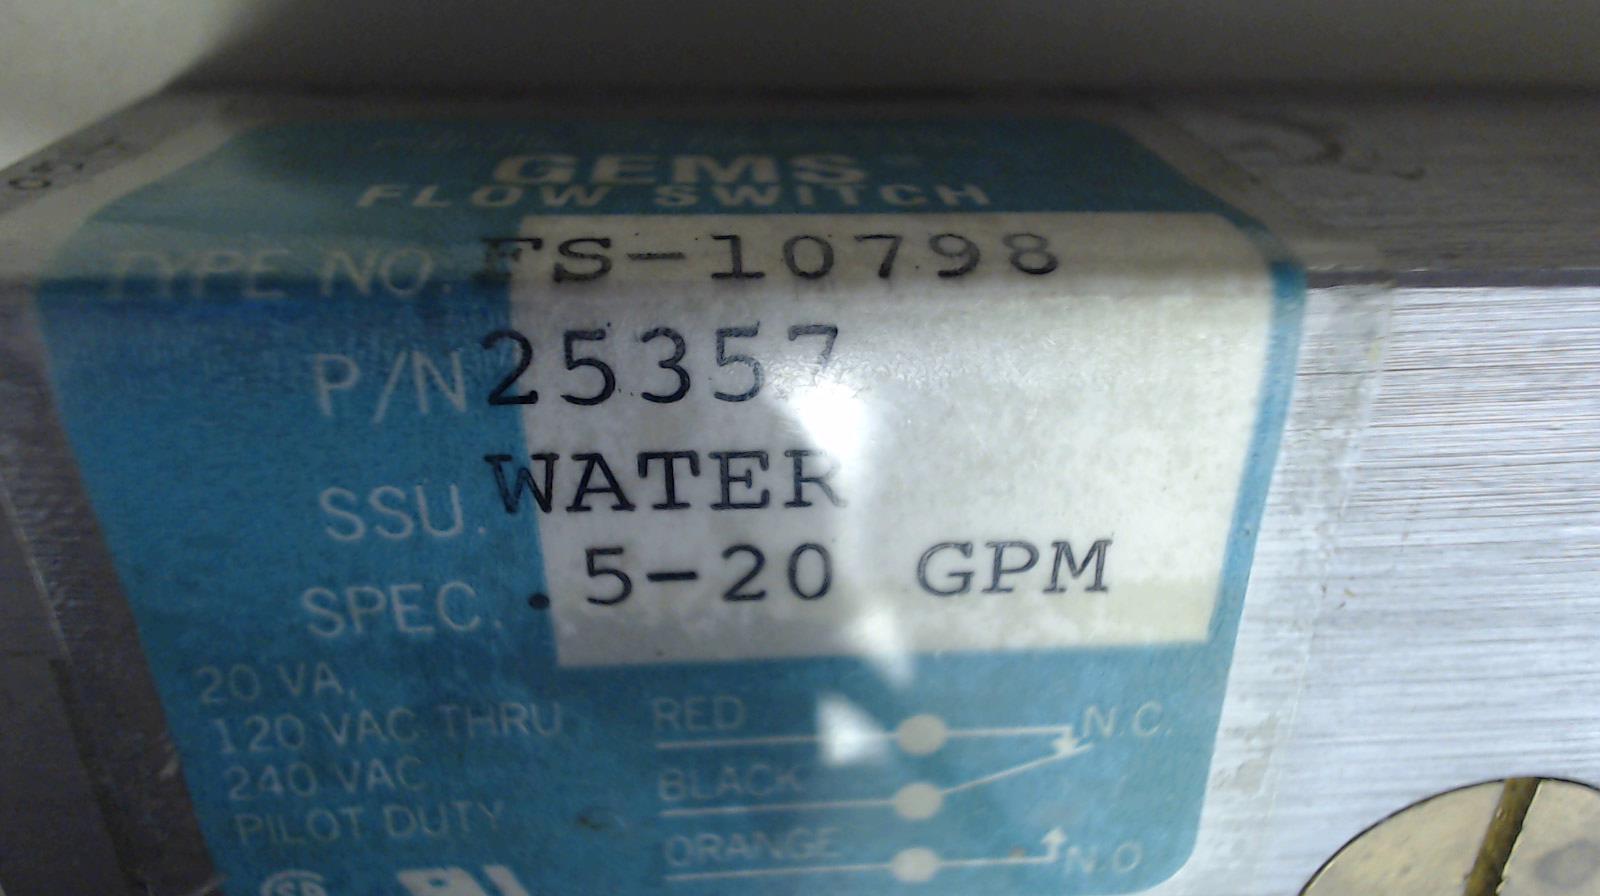 GEMS
FLOW SWITCH
TYPE NO. FS-10798
P/N 25357
SSU. WATER
SPEC. .5-20 GPM
20 VA.
120 VAC THRU
240 VAC
PILOT DUTY
RED N.C.
BLACK
ORANGE N.O